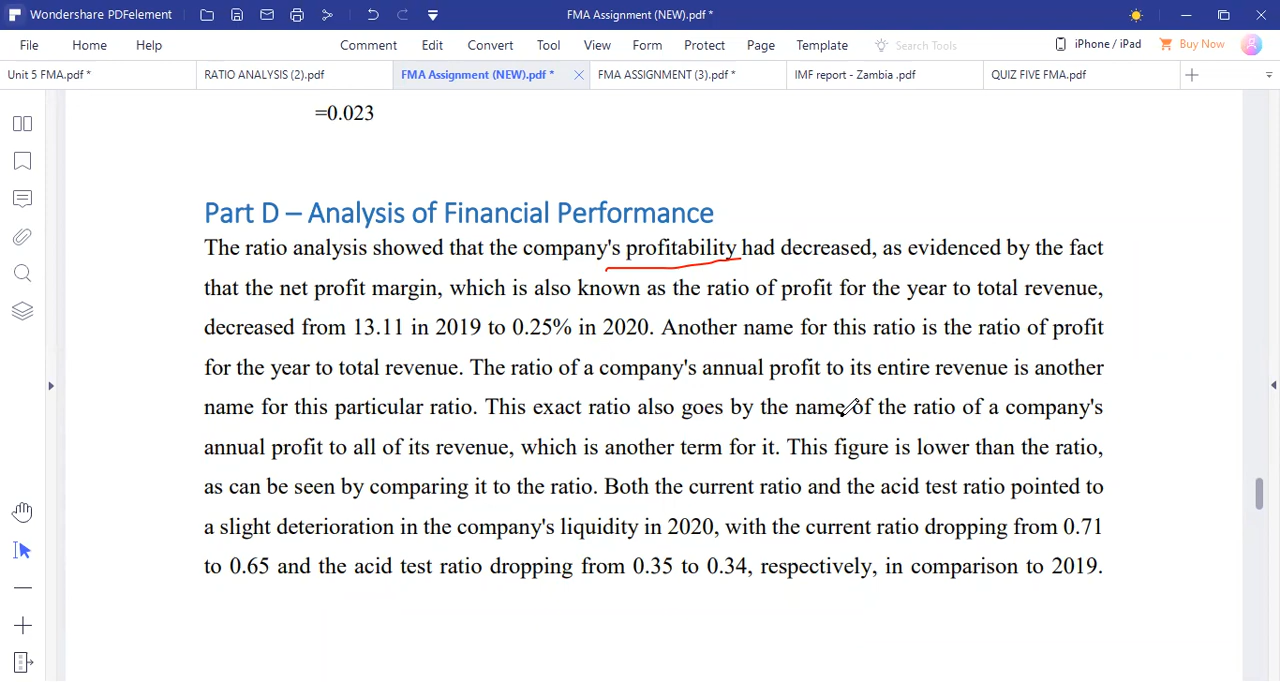 Wondershare PDFelement
FMA Assignment (NEW).pdf *
File Home Help Comment Edit Convert Tool View Form Protect Page Template Search Tools iPhone / iPad Buy Now
Unit 5 FMA.pdf * RATIO ANALYSIS (2).pdf FMA Assignment (NEW).pdf * FMA ASSIGNMENT (3).pdf * IMF report - Zambia .pdf QUIZ FIVE FMA.pdf
=0.023
Part D – Analysis of Financial Performance
The ratio analysis showed that the company's profitability had decreased, as evidenced by the fact
that the net profit margin, which is also known as the ratio of profit for the year to total revenue,
decreased from 13.11 in 2019 to 0.25% in 2020. Another name for this ratio is the ratio of profit
for the year to total revenue. The ratio of a company's annual profit to its entire revenue is another
name for this particular ratio. This exact ratio also goes by the name of the ratio of a company's
annual profit to all of its revenue, which is another term for it. This figure is lower than the ratio,
as can be seen by comparing it to the ratio. Both the current ratio and the acid test ratio pointed to
a slight deterioration in the company's liquidity in 2020, with the current ratio dropping from 0.71
to 0.65 and the acid test ratio dropping from 0.35 to 0.34, respectively, in comparison to 2019.